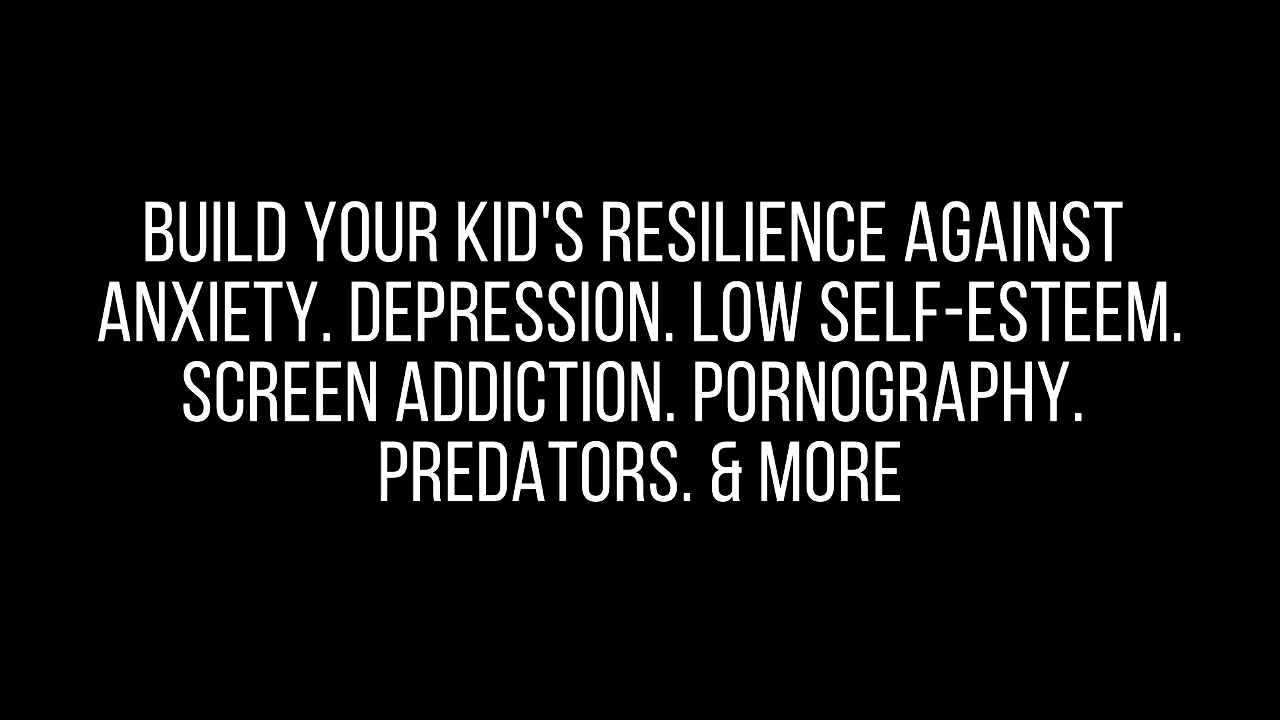 BUILD YOUR KID'S RESILIENCE AGAINST
ANXIETY. DEPRESSION. LOW SELF-ESTEEM.
SCREEN ADDICTION. PORNOGRAPHY.
PREDATORS. & MORE